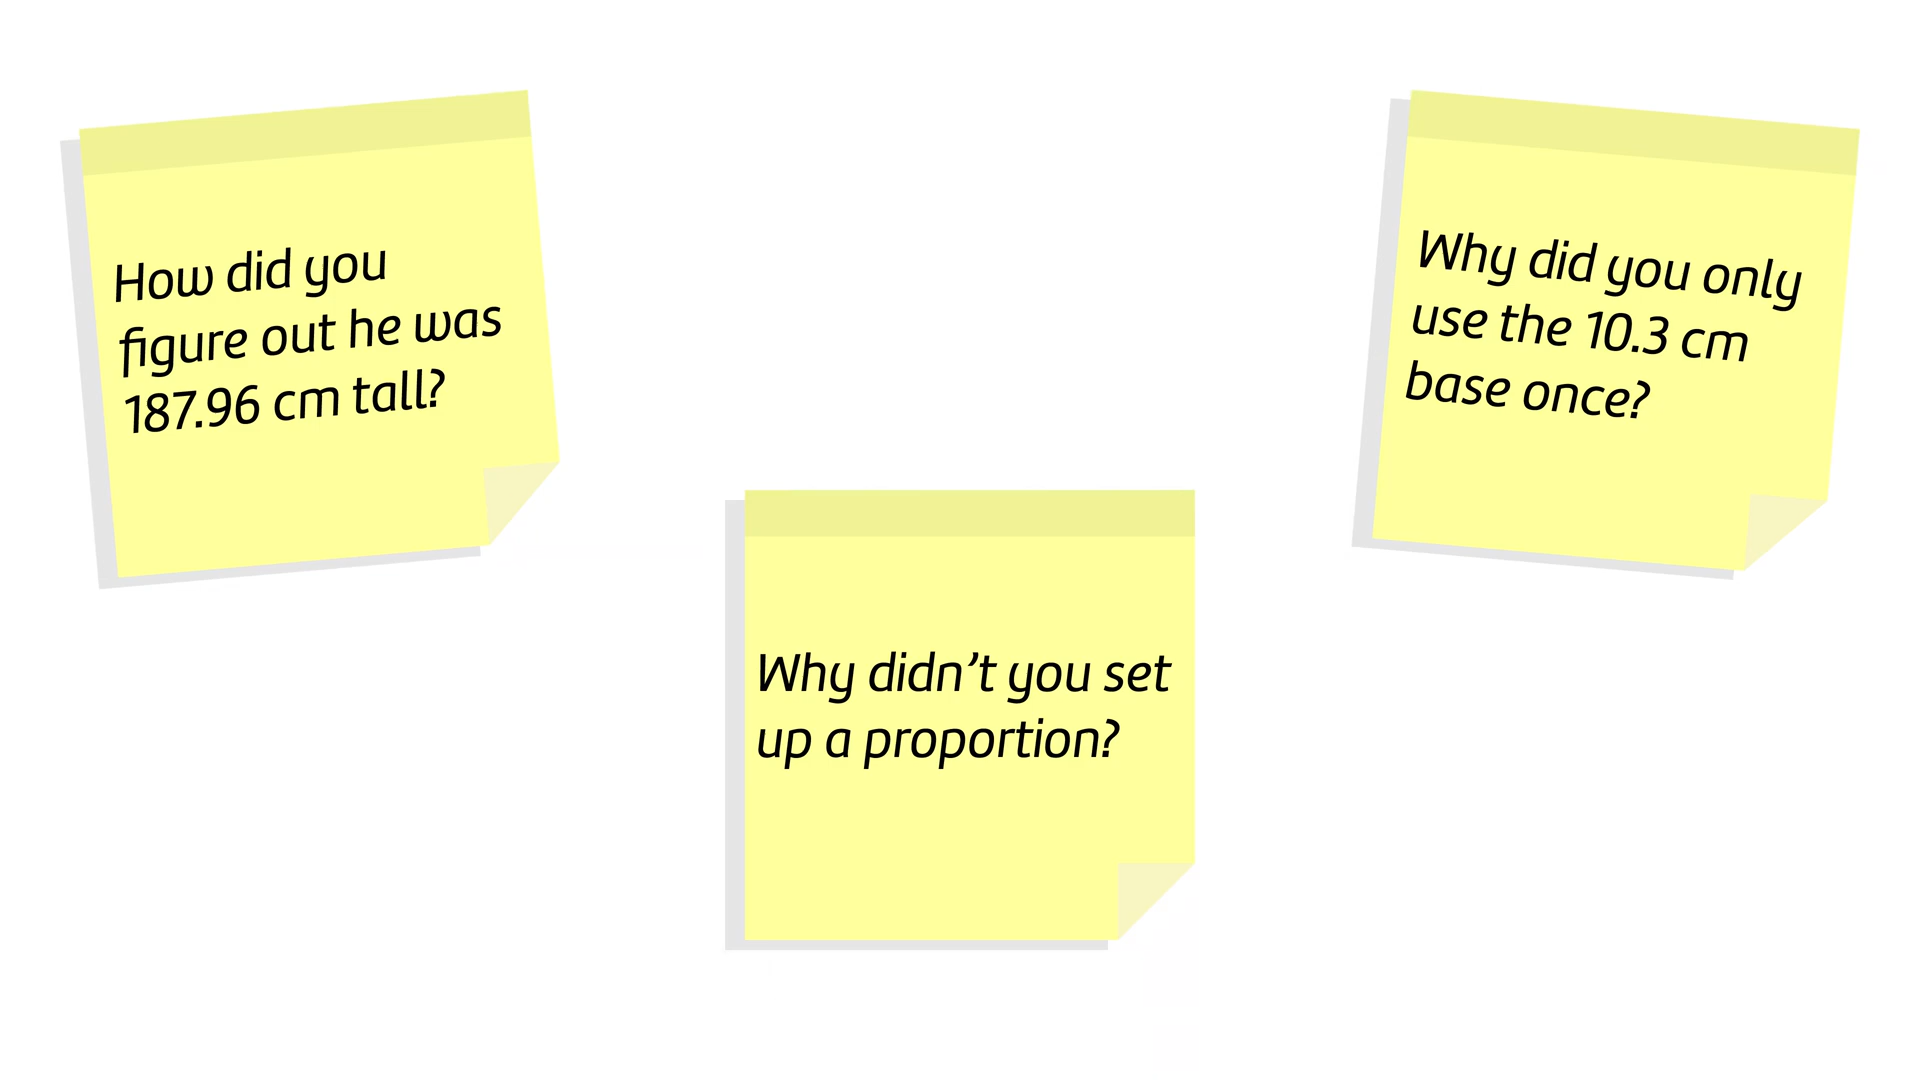 How did you
figure out he was
187.96 cm tall?
Why didn’t you set
up a proportion?
Why did you only
use the 10.3 cm
base once?